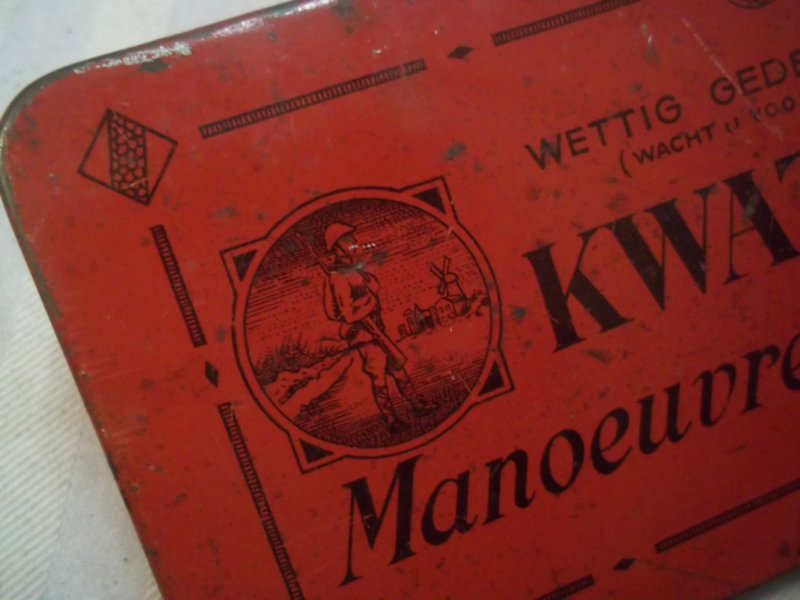 WETTIG GEDE
(WACHT U VOO
KWAT
Manoeuvre